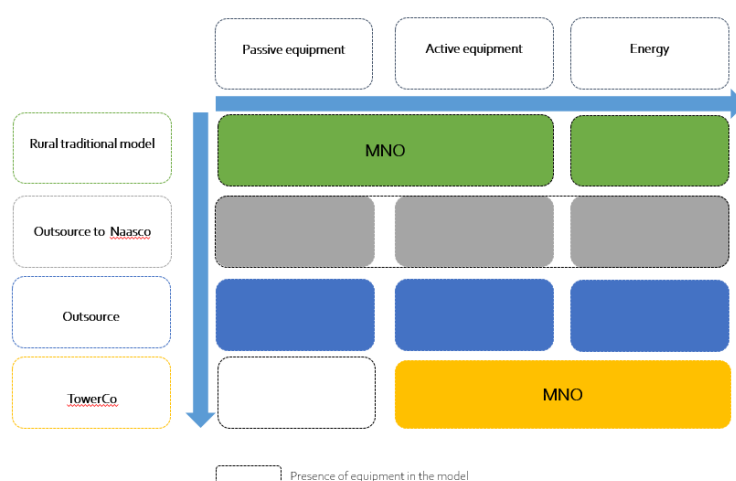 Passive equipment
Active equipment
Energy
Rural traditional model
MNO
Outsource to Naasco
Outsource
TowerCo
MNO
Presence of equipment in the model